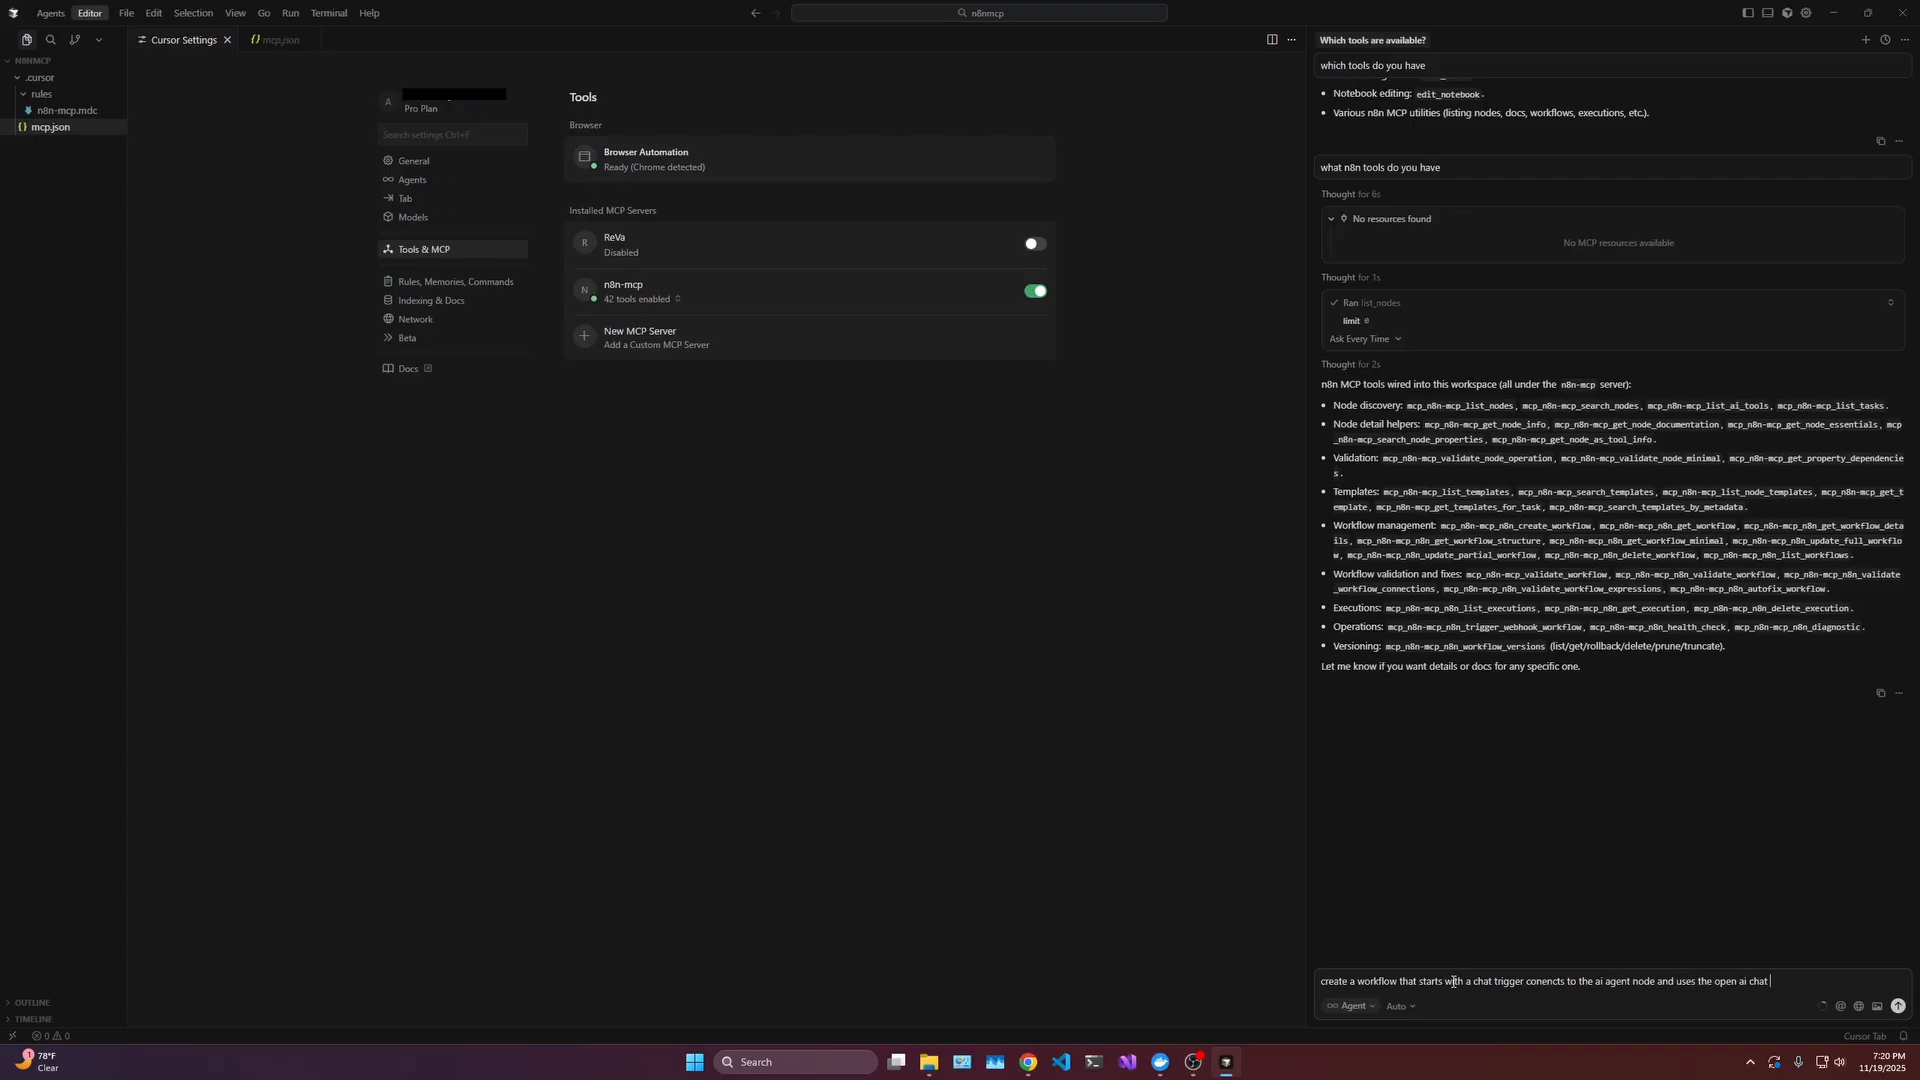 Agents Editor File Edit Selection View Go Run Terminal Help
n8nmcp
N8NMCP
.cursor
rules
n8n-mcp.mdc
mcp.json
OUTLINE
TIMELINE
Cursor Settings
mcp.json
A
Pro Plan
Search settings Ctrl+F
General
Agents
Tab
Models
Tools & MCP
Rules, Memories, Commands
Indexing & Docs
Network
Beta
Docs
Tools
Browser
Browser Automation
Ready (Chrome detected)
Installed MCP Servers
R
ReVa
Disabled
N
n8n-mcp
42 tools enabled
New MCP Server
Add a Custom MCP Server
Which tools are available?
which tools do you have
Notebook editing: edit_notebook.
Various n8n MCP utilities (listing nodes, docs, workflows, executions, etc.).
what n8n tools do you have
Thought for 6s
No resources found
No MCP resources available
Thought for 1s
Ran list_nodes
limit 0
Ask Every Time
Thought for 2s
n8n MCP tools wired into this workspace (all under the n8n-mcp server):
Node discovery: mcp_n8n-mcp_list_nodes, mcp_n8n-mcp_search_nodes, mcp_n8n-mcp_list_ai_tools, mcp_n8n-mcp_list_tasks.
Node detail helpers: mcp_n8n-mcp_get_node_info, mcp_n8n-mcp_get_node_documentation, mcp_n8n-mcp_get_node_essentials, mcp
_n8n-mcp_search_node_properties, mcp_n8n-mcp_get_node_as_tool_info.
Validation: mcp_n8n-mcp_validate_node_operation, mcp_n8n-mcp_validate_node_minimal, mcp_n8n-mcp_get_property_dependencie
s.
Templates: mcp_n8n-mcp_list_templates, mcp_n8n-mcp_search_templates, mcp_n8n-mcp_list_node_templates, mcp_n8n-mcp_get_t
emplate, mcp_n8n-mcp_get_templates_for_task, mcp_n8n-mcp_search_templates_by_metadata.
Workflow management: mcp_n8n-mcp_n8n_create_workflow, mcp_n8n-mcp_n8n_get_workflow, mcp_n8n-mcp_n8n_get_workflow_deta
ils, mcp_n8n-mcp_n8n_get_workflow_structure, mcp_n8n-mcp_n8n_get_workflow_minimal, mcp_n8n-mcp_n8n_update_full_workflo
w, mcp_n8n-mcp_n8n_update_partial_workflow, mcp_n8n-mcp_n8n_delete_workflow, mcp_n8n-mcp_n8n_list_workflows.
Workflow validation and fixes: mcp_n8n-mcp_validate_workflow, mcp_n8n-mcp_n8n_validate_workflow, mcp_n8n-mcp_n8n_validate
_workflow_connections, mcp_n8n-mcp_n8n_validate_workflow_expressions, mcp_n8n-mcp_n8n_autofix_workflow.
Executions: mcp_n8n-mcp_n8n_list_executions, mcp_n8n-mcp_n8n_get_execution, mcp_n8n-mcp_n8n_delete_execution.
Operations: mcp_n8n-mcp_n8n_trigger_webhook_workflow, mcp_n8n-mcp_n8n_health_check, mcp_n8n-mcp_n8n_diagnostic.
Versioning: mcp_n8n-mcp_n8n_workflow_versions (list/get/rollback/delete/prune/truncate).
Let me know if you want details or docs for any specific one.
create a workflow that starts with a chat trigger conencts to the ai agent node and uses the open ai chat
Agent Auto
0 0
Cursor Tab
1
78°F
Clear
Search
7:20 PM
11/19/2025